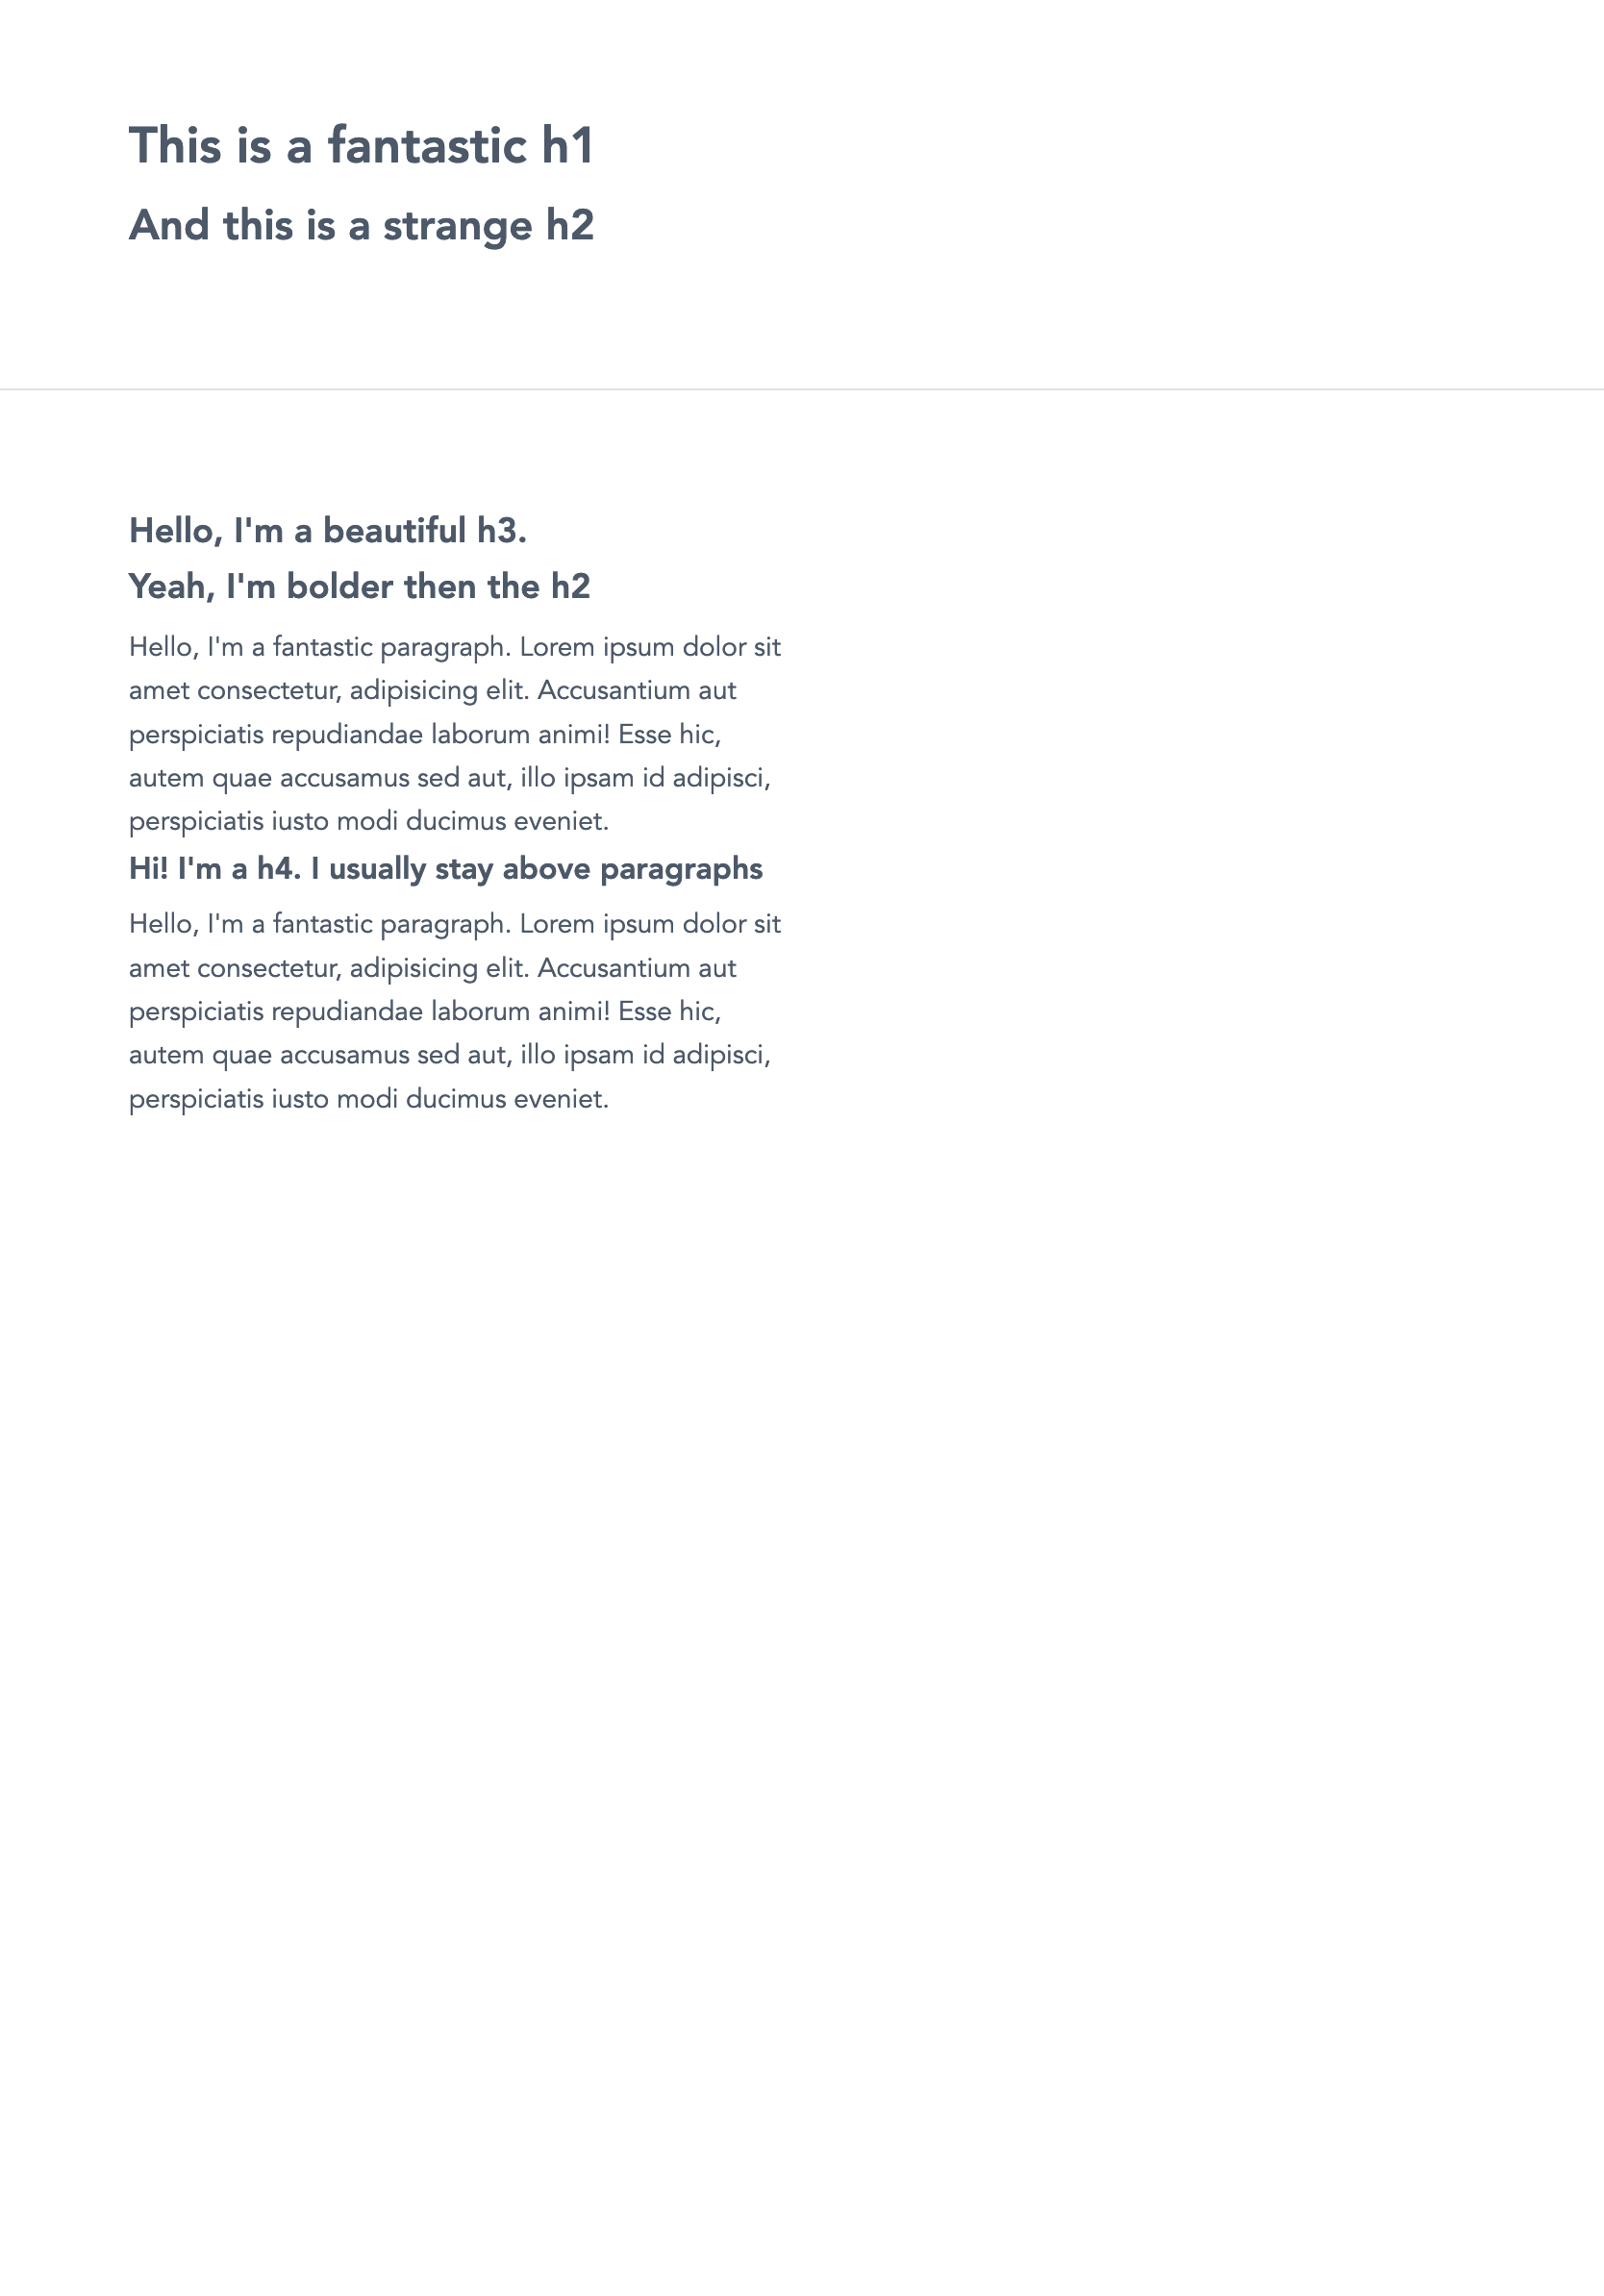 This is a fantastic h1
And this is a strange h2
Hello, I'm a beautiful h3.
Yeah, I'm bolder then the h2
Hello, I'm a fantastic paragraph. Lorem ipsum dolor sit
amet consectetur, adipisicing elit. Accusantium aut
perspiciatis repudiandae laborum animi! Esse hic,
autem quae accusamus sed aut, illo ipsam id adipisci,
perspiciatis iusto modi ducimus eveniet.
Hi! I'm a h4. I usually stay above paragraphs
Hello, I'm a fantastic paragraph. Lorem ipsum dolor sit
amet consectetur, adipisicing elit. Accusantium aut
perspiciatis repudiandae laborum animi! Esse hic,
autem quae accusamus sed aut, illo ipsam id adipisci,
perspiciatis iusto modi ducimus eveniet.